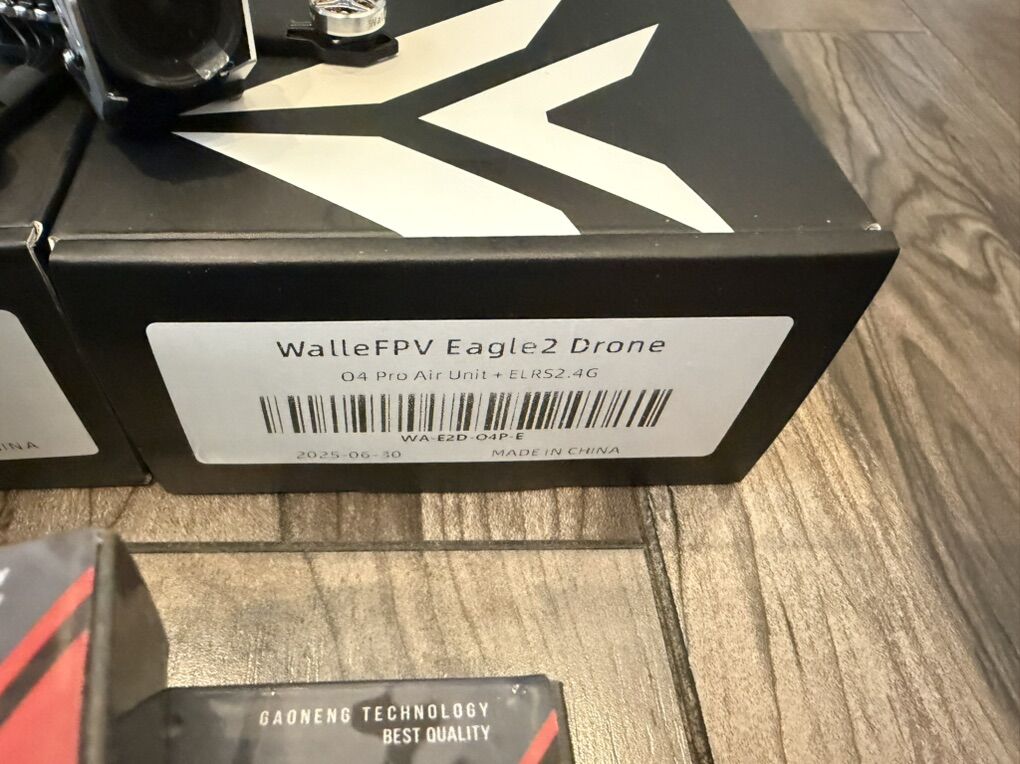 WalleFPV Eagle2 Drone
O4 Pro Air Unit + ELRS2.4G
WA-E2D-O4P-E
2025-06-30 MADE IN CHINA
INA
GAONENG TECHNOLOGY
BEST QUALITY